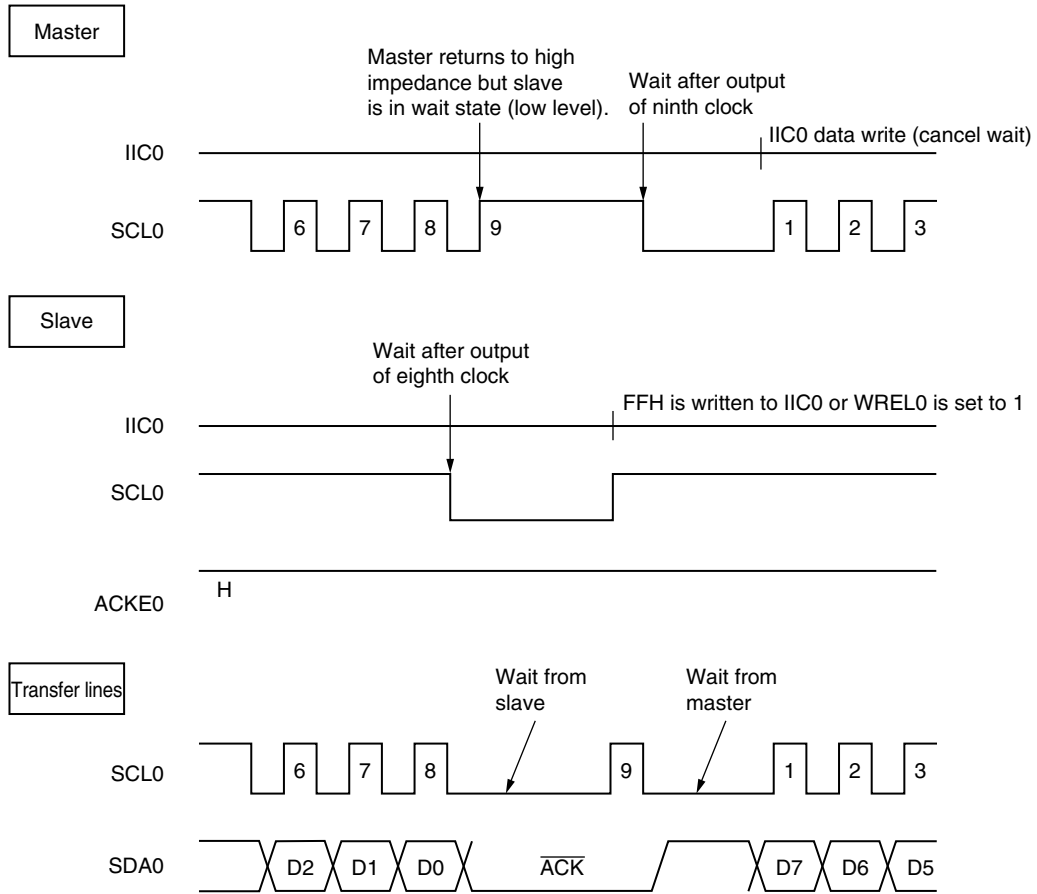 Master
Master returns to high
impedance but slave
is in wait state (low level).
Wait after output
of ninth clock
IIC0 data write (cancel wait)
IIC0
SCL0
6 7 8 9 1 2 3
Slave
Wait after output
of eighth clock
FFH is written to IIC0 or WREL0 is set to 1
IIC0
SCL0
H
ACKE0
Transfer lines
Wait from
slave
Wait from
master
SCL0
6 7 8 9 1 2 3
SDA0
D2 D1 D0 ACK D7 D6 D5